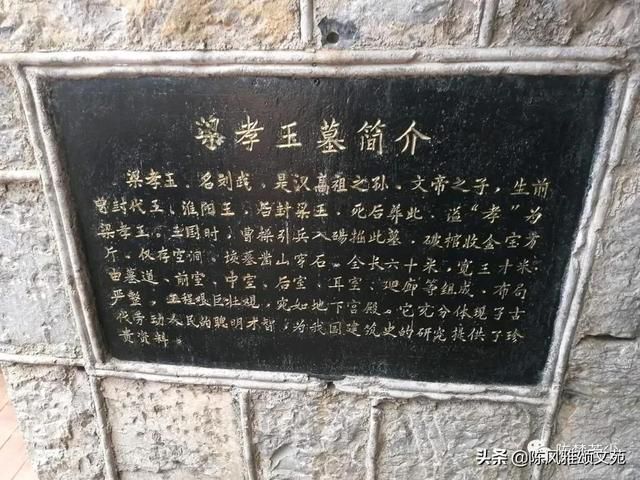 梁孝王墓简介
梁孝王，名刘武，是汉高祖之孙，文帝之子，生前
曾封代王、淮阳王，后封梁王，死后葬此，谥“孝”为
梁孝王。三国时，曹操引兵入砀掘此墓，破棺收金宝万
斤，仅存空洞，该墓凿山穿石，全长六十米，宽三十米，
由墓道、前室、中室、后室、耳室、廻廊等组成，布局
严整，工程艰巨壮观，宛如地下宫殿。它充分体现了古
代劳动人民的聪明才智，为我国建筑史的研究提供了珍
贵资料。
头条 @陈风雅颂文苑